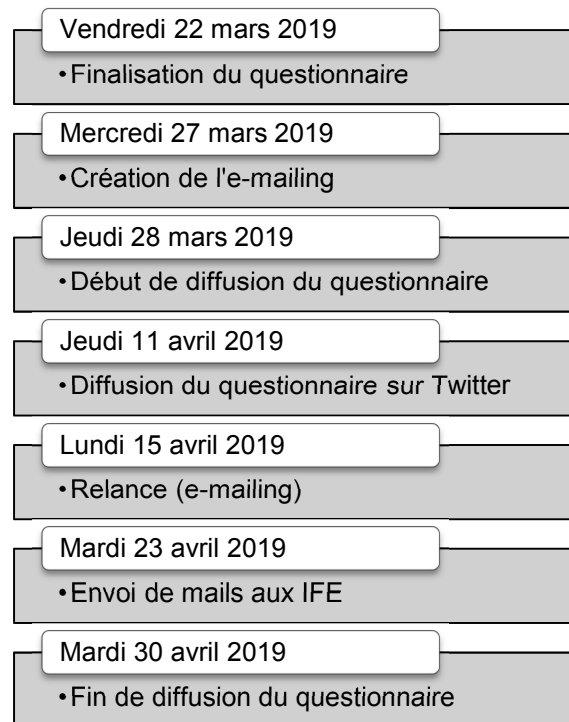 Vendredi 22 mars 2019
•Finalisation du questionnaire
Mercredi 27 mars 2019
•Création de l'e-mailing
Jeudi 28 mars 2019
•Début de diffusion du questionnaire
Jeudi 11 avril 2019
•Diffusion du questionnaire sur Twitter
Lundi 15 avril 2019
•Relance (e-mailing)
Mardi 23 avril 2019
•Envoi de mails aux IFE
Mardi 30 avril 2019
•Fin de diffusion du questionnaire